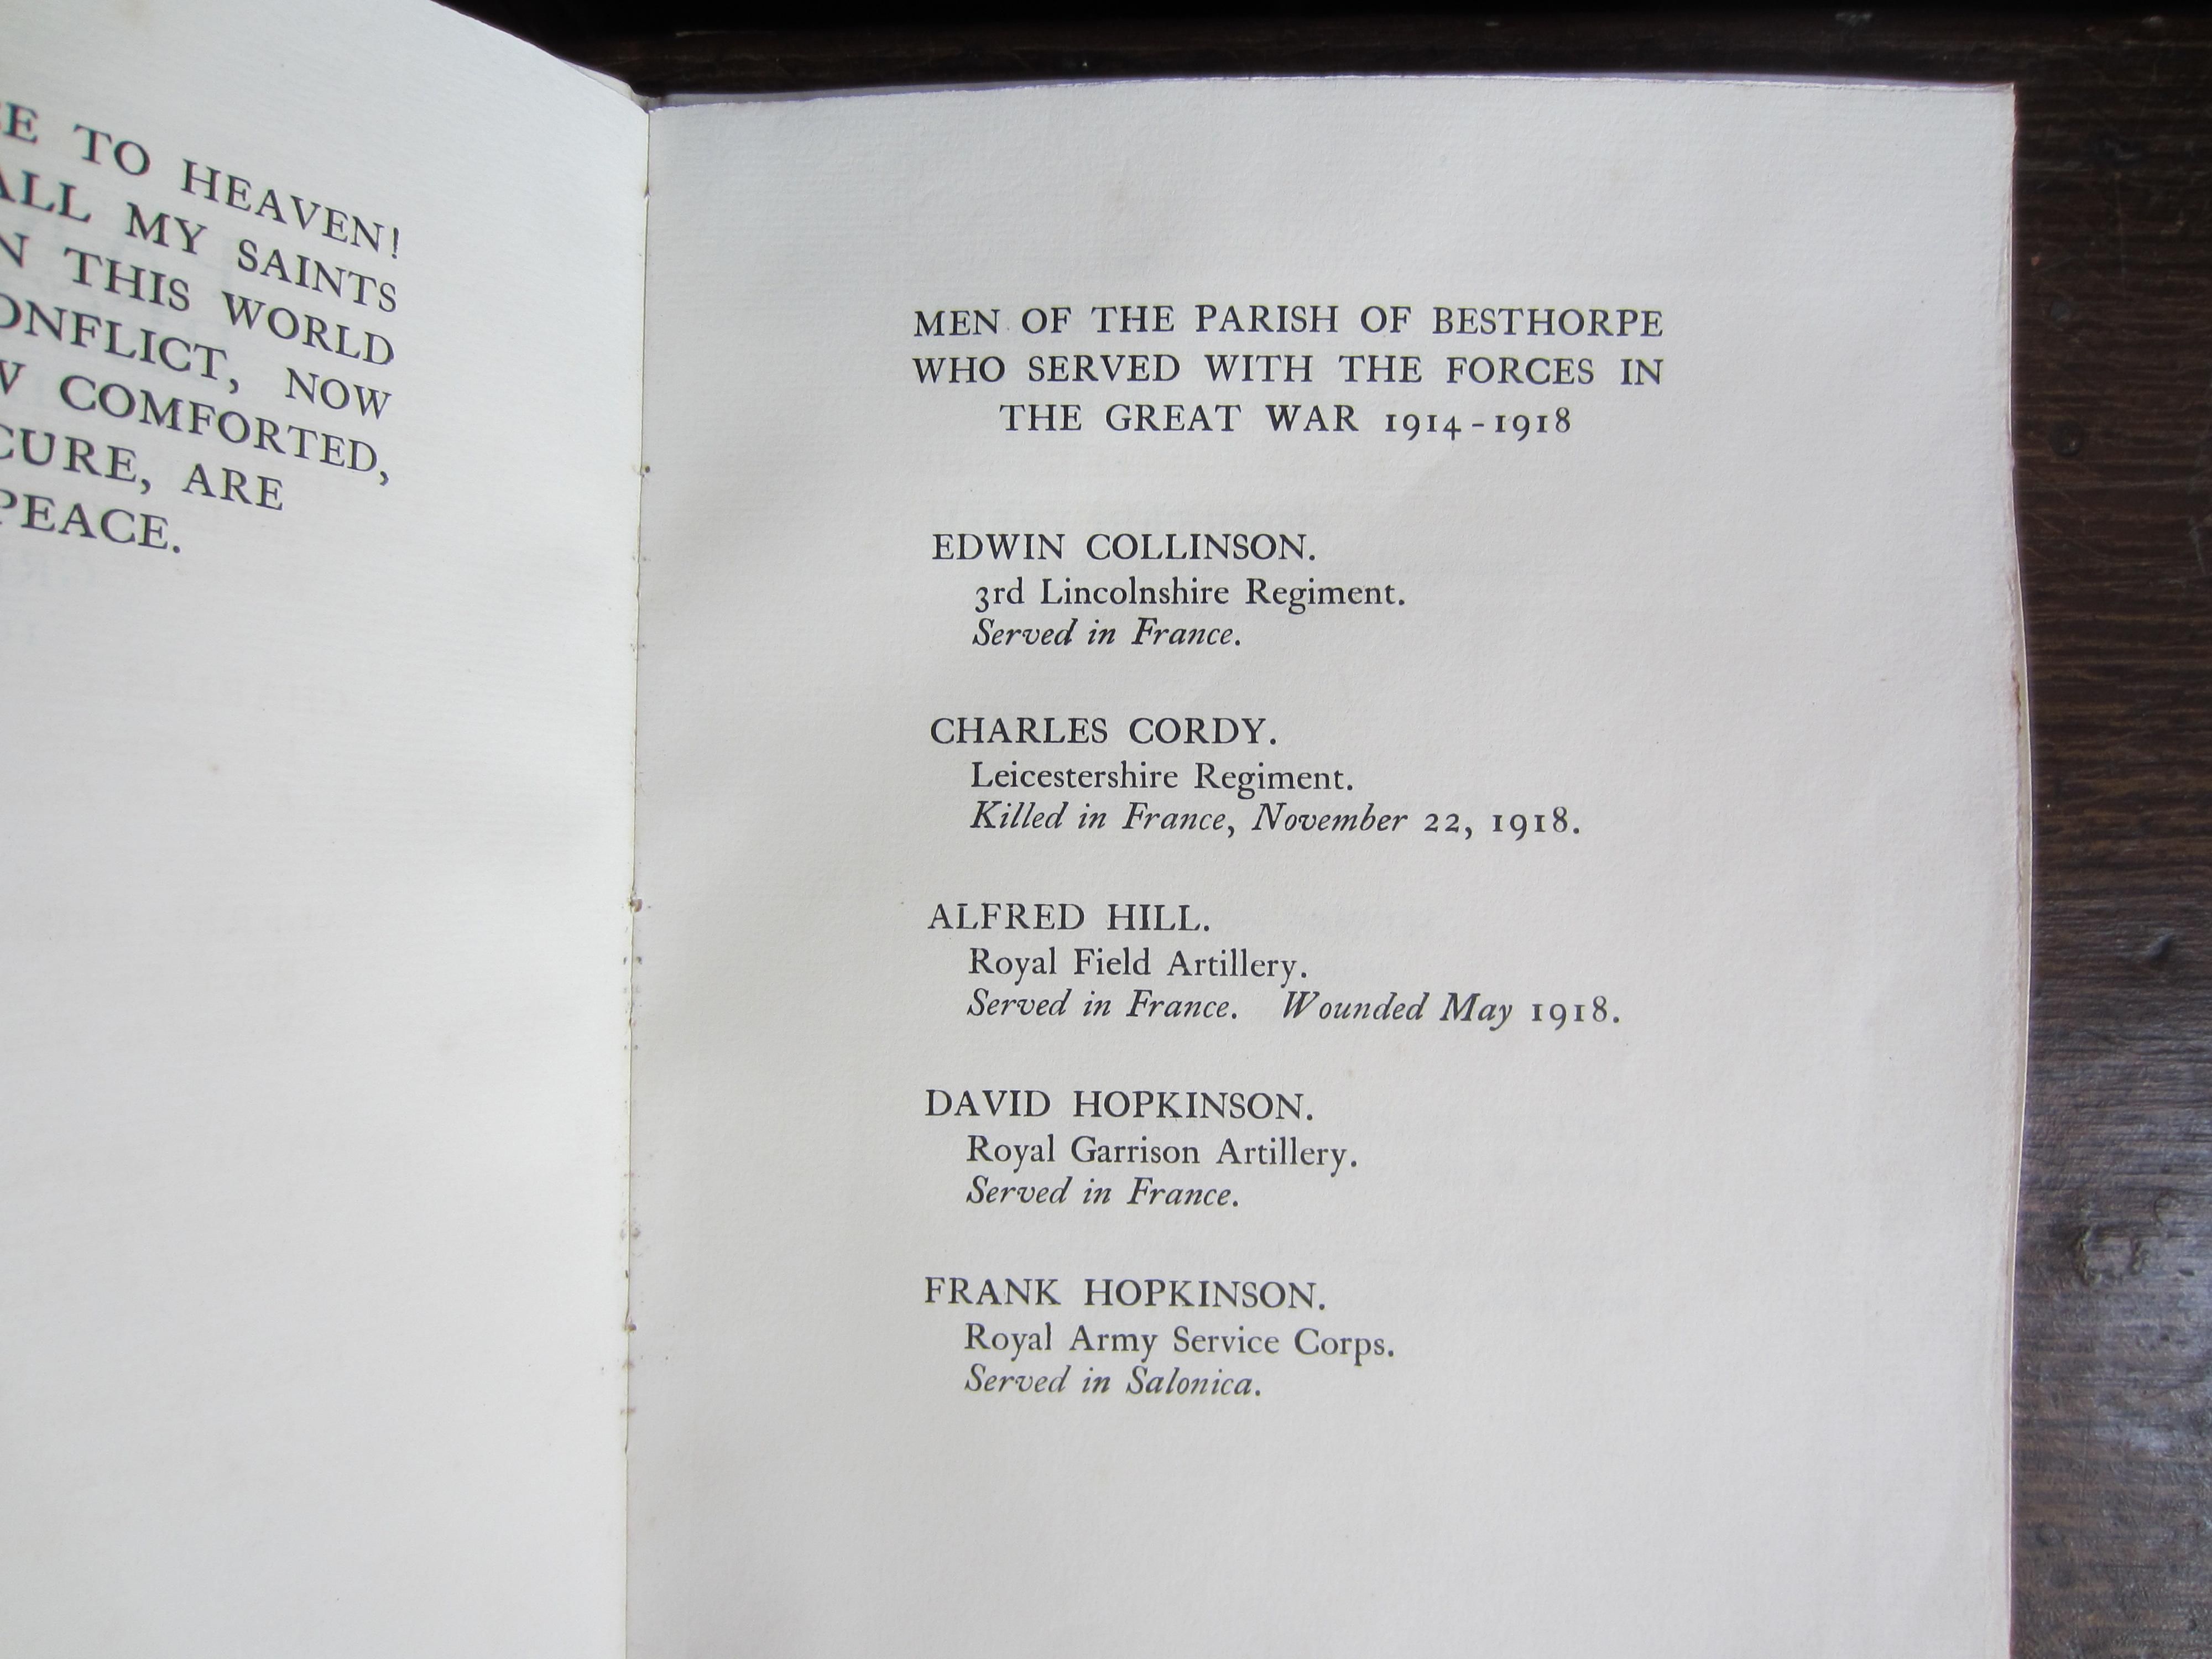 TO HEAVEN!
ALL MY SAINTS
THIS WORLD
CONFLICT, NOW
COMFORTED,
ARE
PEACE.
MEN OF THE PARISH OF BESTHORPE
WHO SERVED WITH THE FORCES IN
THE GREAT WAR 1914-1918
EDWIN COLLINSON.
3rd Lincolnshire Regiment.
Served in France.
CHARLES CORDY.
Leicestershire Regiment.
Killed in France, November 22, 1918.
ALFRED HILL.
Royal Field Artillery.
Served in France. Wounded May 1918.
DAVID HOPKINSON.
Royal Garrison Artillery.
Served in France.
FRANK HOPKINSON.
Royal Army Service Corps.
Served in Salonica.